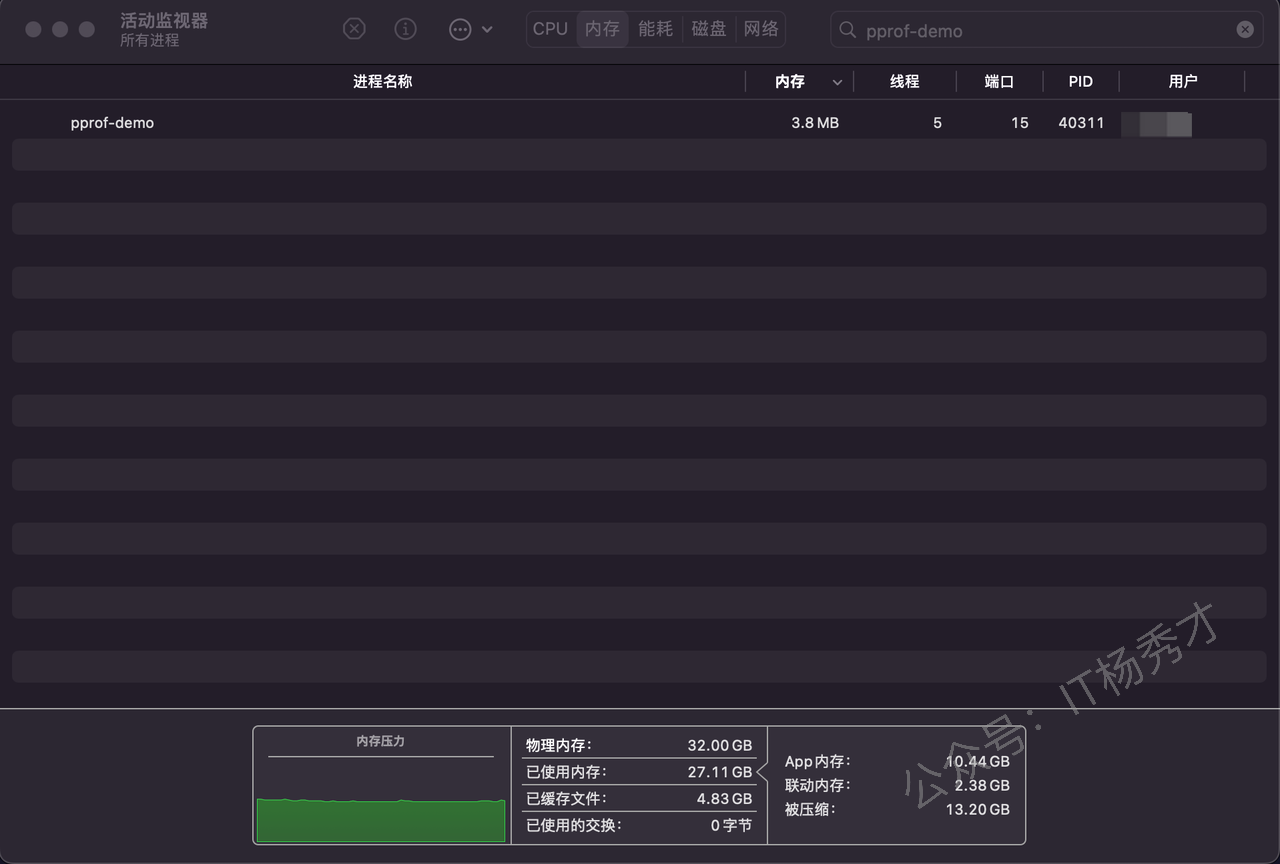 活动监视器
所有进程
CPU 内存 能耗 磁盘 网络
pprof-demo
进程名称 内存 线程 端口 PID 用户
pprof-demo 3.8 MB 5 15 40311
内存压力
物理内存： 32.00 GB
已使用内存： 27.11 GB
已缓存文件： 4.83 GB
已使用的交换： 0 字节
App 内存： 10.44 GB
联动内存： 2.38 GB
被压缩： 13.20 GB
公众号：IT杨秀才